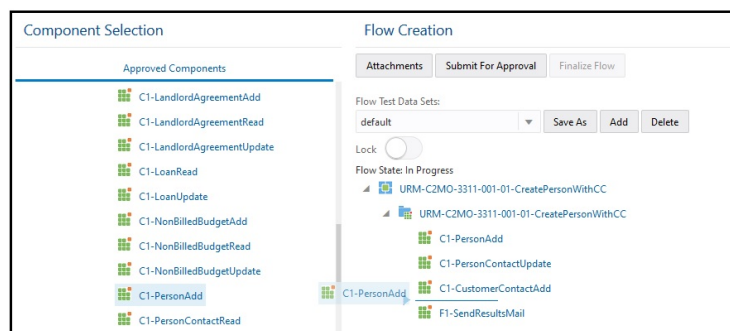 Component Selection
Approved Components
C1-LandlordAgreementAdd
C1-LandlordAgreementRead
C1-LandlordAgreementUpdate
C1-LoanRead
C1-LoanUpdate
C1-NonBilledBudgetAdd
C1-NonBilledBudgetRead
C1-NonBilledBudgetUpdate
C1-PersonAdd
C1-PersonContactRead
C1-PersonAdd
Flow Creation
Attachments Submit For Approval Finalize Flow
Flow Test Data Sets:
default Save As Add Delete
Lock
Flow State: In Progress
URM-C2MO-3311-001-01-CreatePersonWithCC
URM-C2MO-3311-001-01-CreatePersonWithCC
C1-PersonAdd
C1-PersonContactUpdate
C1-CustomerContactAdd
F1-SendResultsMail